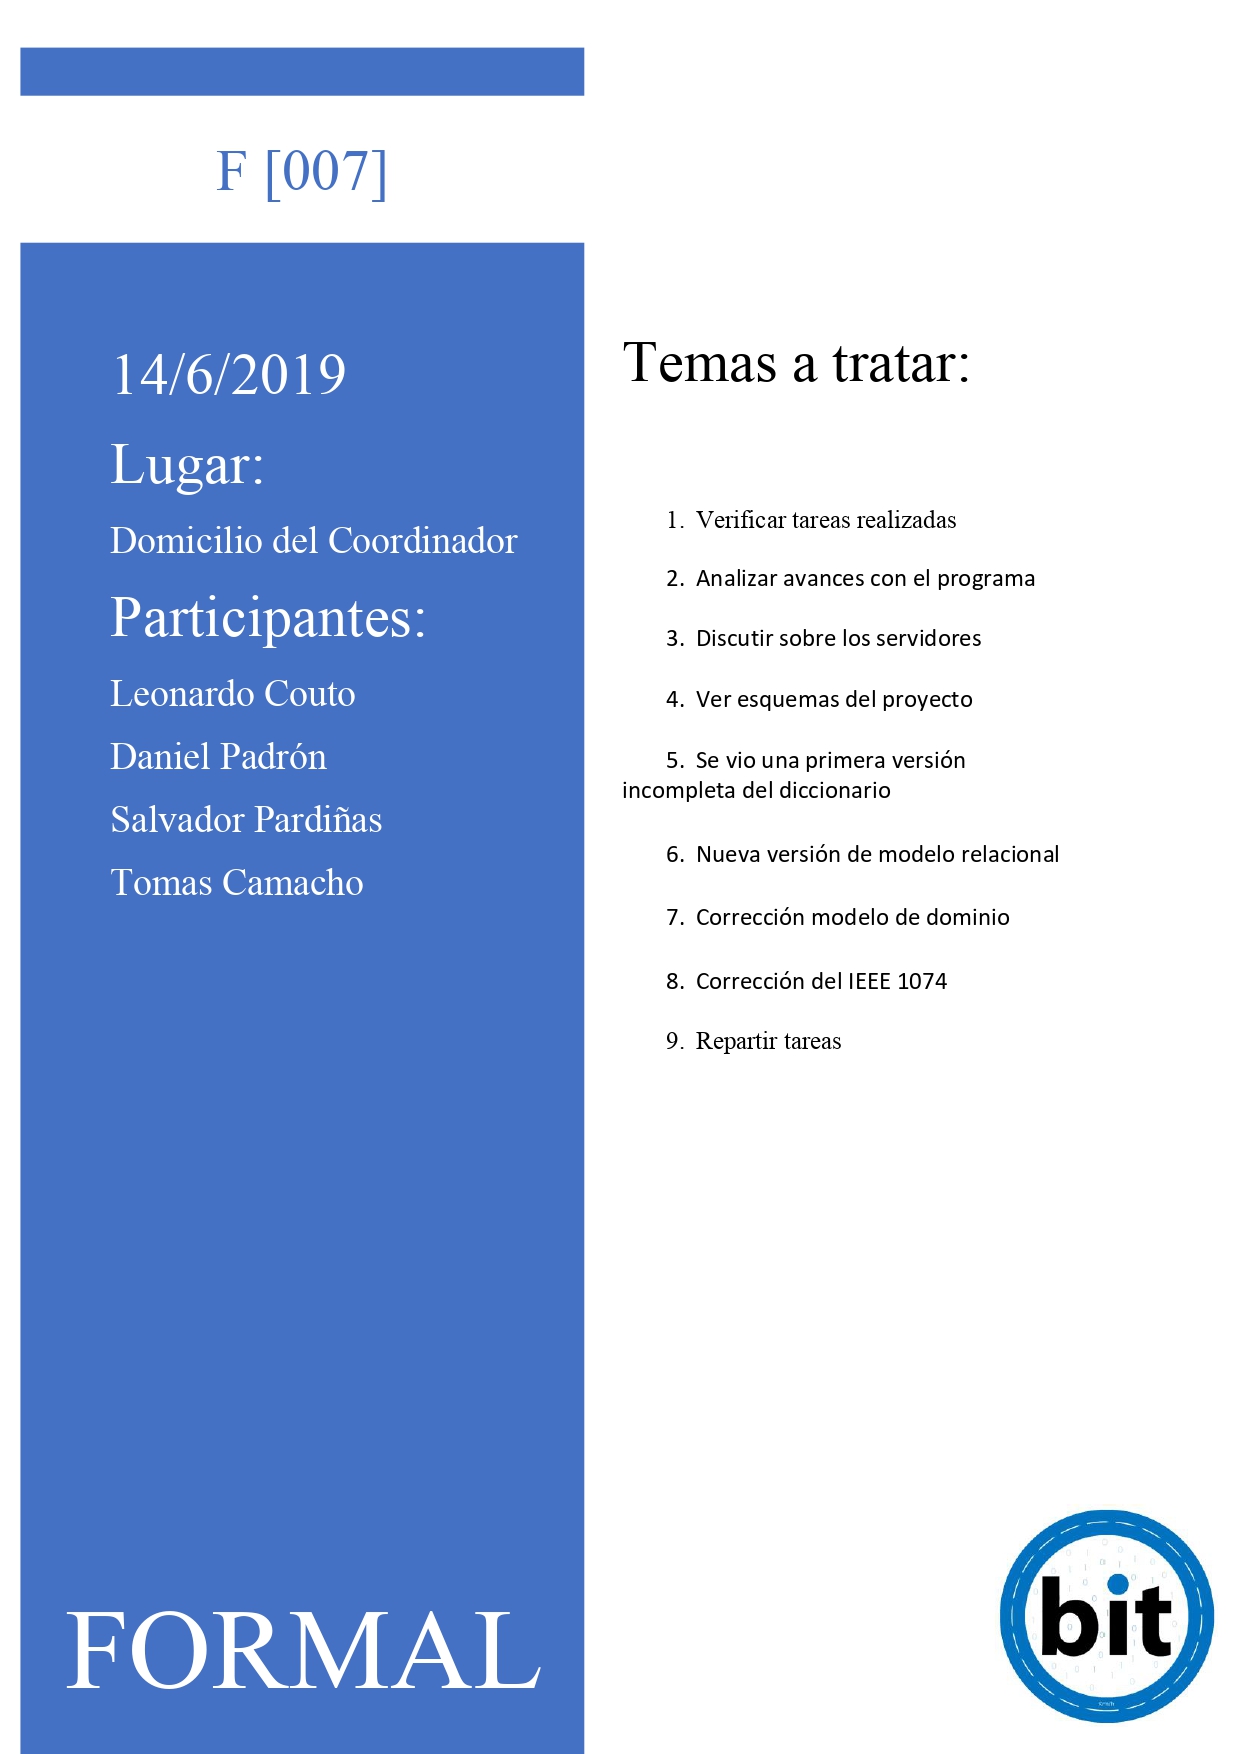 F [007]
14/6/2019
Lugar:
Domicilio del Coordinador
Participantes:
Leonardo Couto
Daniel Padrón
Salvador Pardiñas
Tomas Camacho
FORMAL
Temas a tratar:
1. Verificar tareas realizadas
2. Analizar avances con el programa
3. Discutir sobre los servidores
4. Ver esquemas del proyecto
5. Se vio una primera versión
incompleta del diccionario
6. Nueva versión de modelo relacional
7. Corrección modelo de dominio
8. Corrección del IEEE 1074
9. Repartir tareas
bit